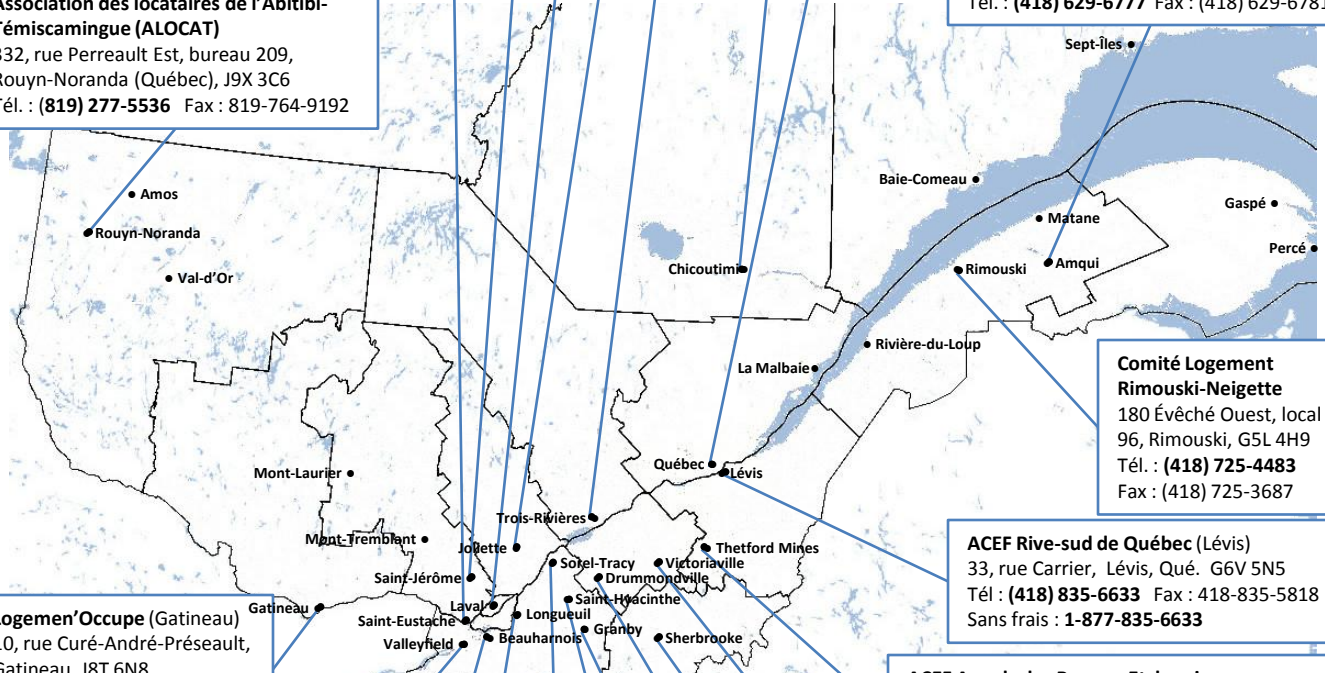 Association des locataires de l'Abitibi-
Témiscamingue (ALOCAT)
332, rue Perreault Est, bureau 209,
Rouyn-Noranda (Québec), J9X 3C6
Tél. : (819) 277-5536 Fax : 819-764-9192
Tél. : (418) 629-6777 Fax : (418) 629-6781
Sept-Îles
Baie-Comeau
Amos
Gaspé
Matane
Rouyn-Noranda
Percé
Amqui
Chicoutimi
Rimouski
Val-d'Or
Rivière-du-Loup
La Malbaie
Comité Logement
Rimouski-Neigette
180 Évêché Ouest, local
96, Rimouski, G5L 4H9
Tél. : (418) 725-4483
Fax : (418) 725-3687
Québec
Lévis
Mont-Laurier
Trois-Rivières
Mont-Tremblant
Joliette
Thetford Mines
Sorel-Tracy
Victoriaville
Saint-Jérôme
Drummondville
Saint-Hyacinthe
Laval
Gatineau
Longueuil
Saint-Eustache
Granby
Beauharnois
Sherbrooke
Valleyfield
ACEF Rive-sud de Québec (Lévis)
33, rue Carrier, Lévis, Qué. G6V 5N5
Tél : (418) 835-6633 Fax : 418-835-5818
Sans frais : 1-877-835-6633
Logemen'Occupe (Gatineau)
10, rue Curé-André-Préseault,
Gatineau, J8T 6N8